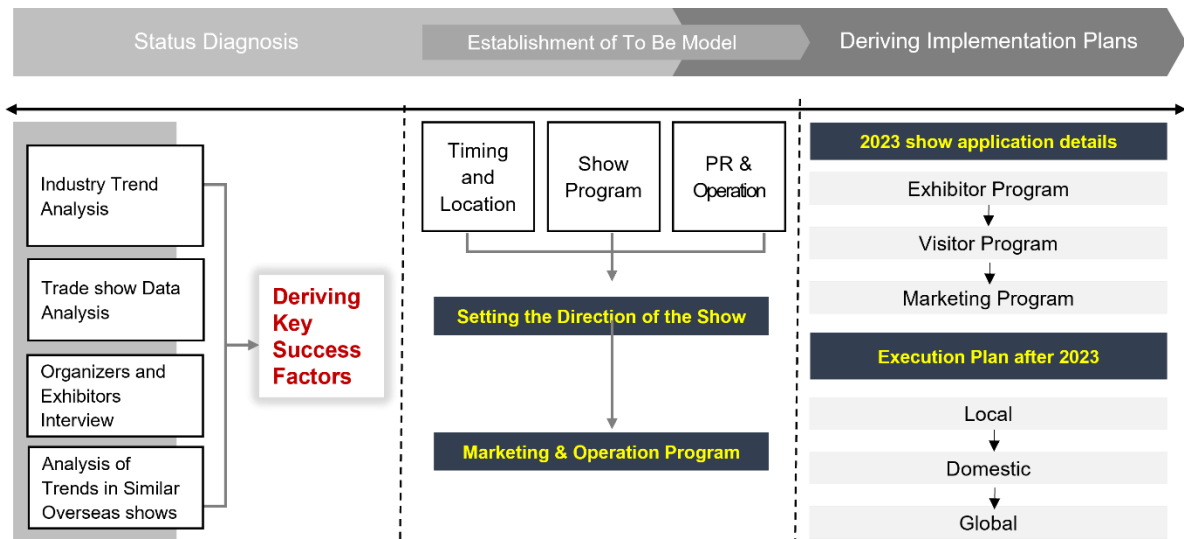 Status Diagnosis
Establishment of To Be Model
Deriving Implementation Plans
Industry Trend
Analysis
Trade show Data
Analysis
Organizers and
Exhibitors
Interview
Analysis of
Trends in Similar
Overseas shows
Deriving
Key
Success
Factors
Timing
and
Location
Show
Program
PR &
Operation
Setting the Direction of the Show
Marketing & Operation Program
2023 show application details
Exhibitor Program
Visitor Program
Marketing Program
Execution Plan after 2023
Local
Domestic
Global